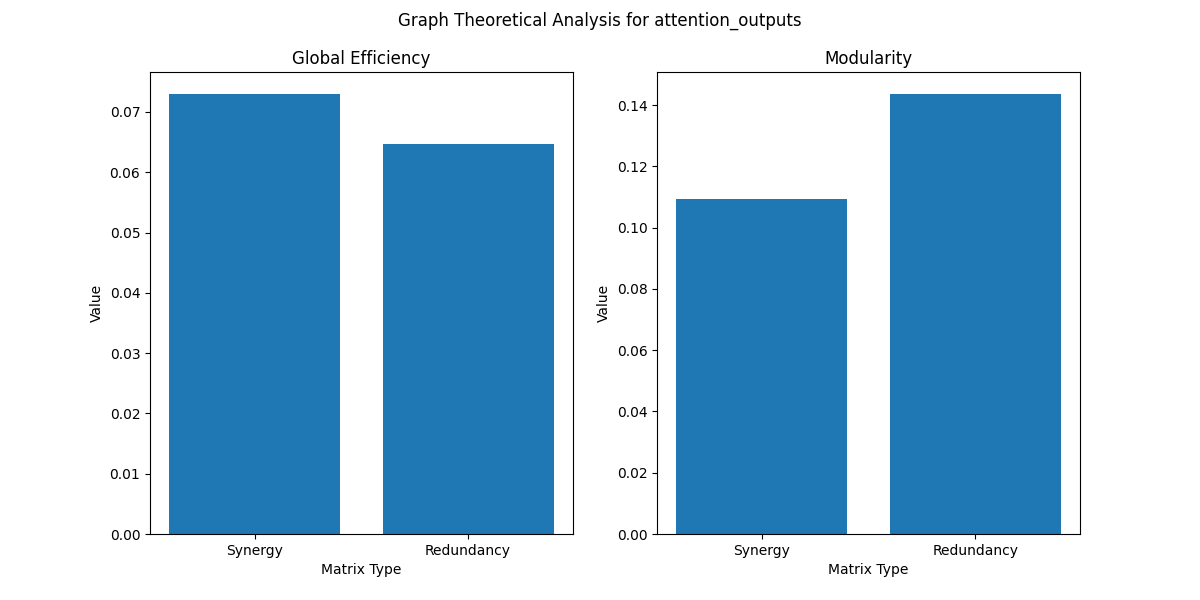 Graph Theoretical Analysis for attention_outputs
Global Efficiency
Value
0.07
0.06
0.05
0.04
0.03
0.02
0.01
0.00
Synergy Redundancy
Matrix Type
Modularity
Value
0.14
0.12
0.10
0.08
0.06
0.04
0.02
0.00
Synergy Redundancy
Matrix Type